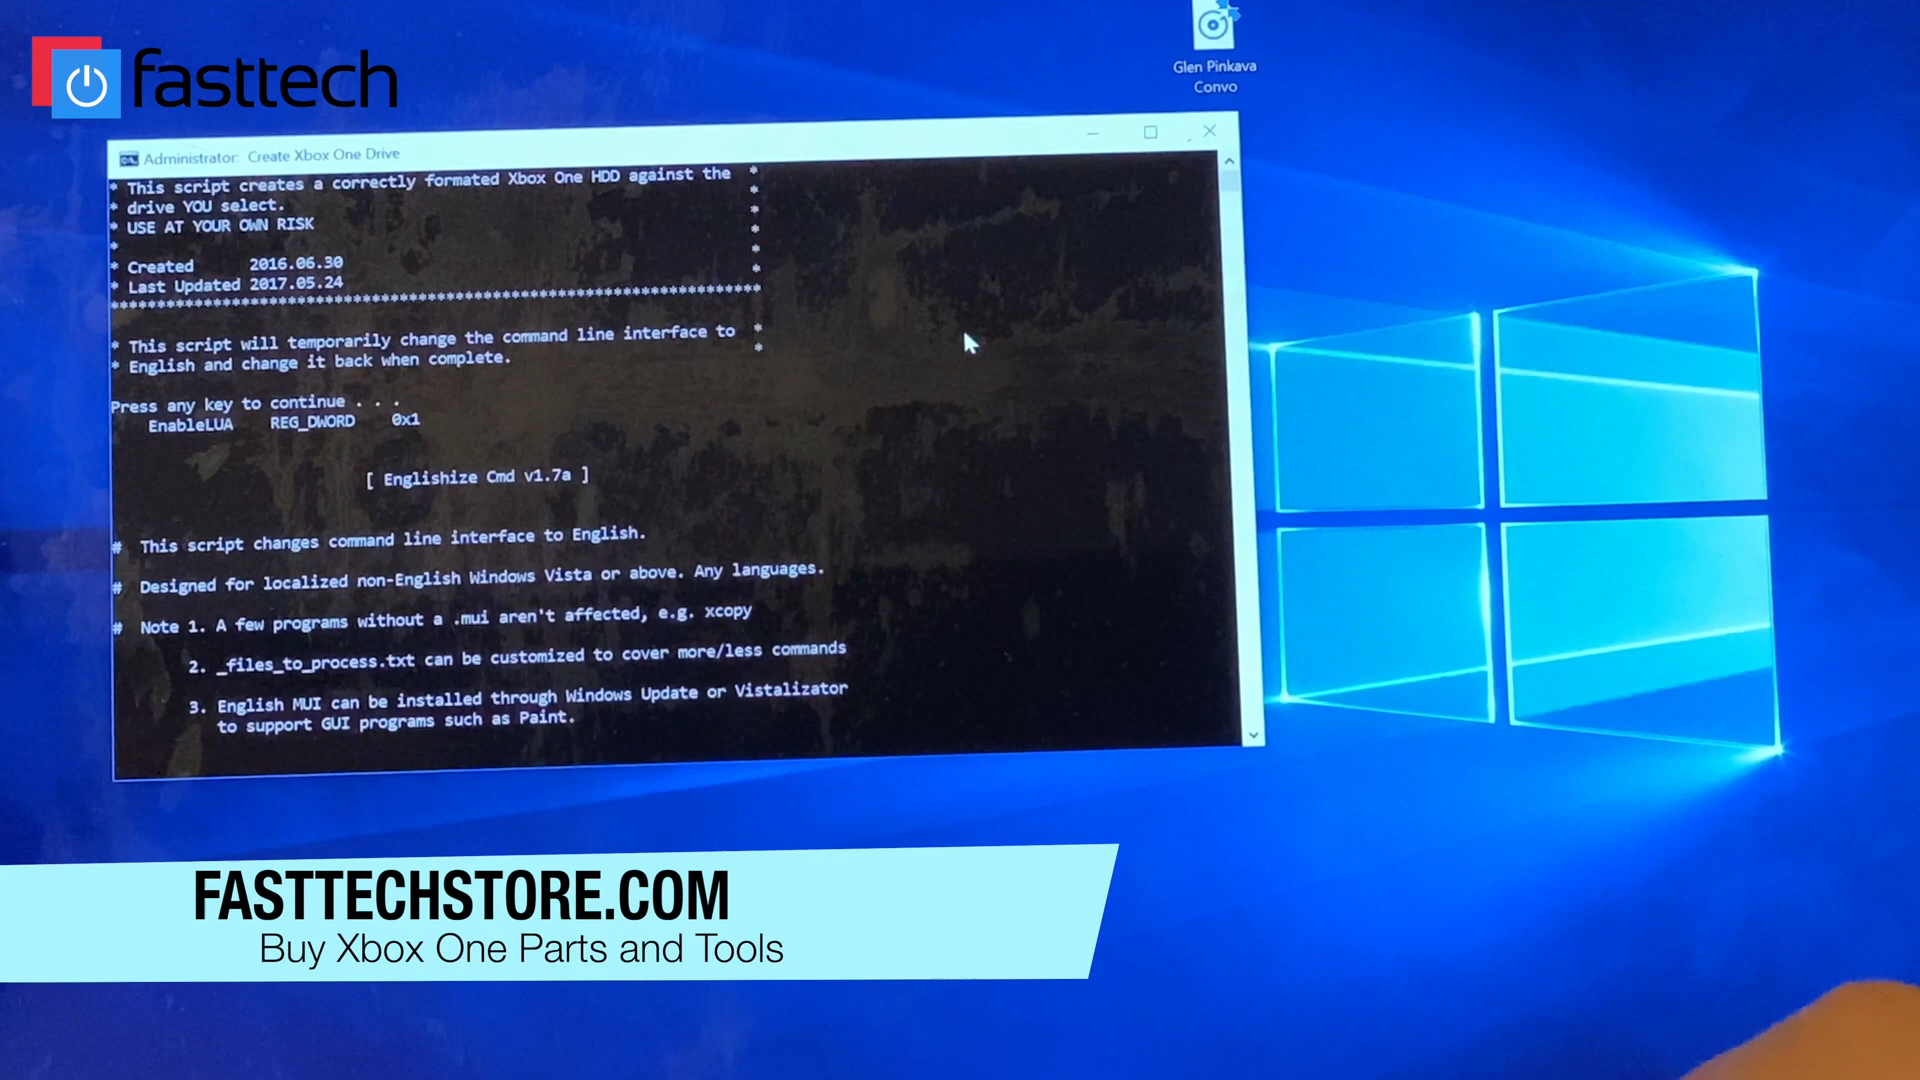 fasttech
Glen Pinkava
Convo
Administrator: Create Xbox One Drive
* This script creates a correctly formated Xbox One HDD against the *
* drive YOU select. *
* USE AT YOUR OWN RISK *
* *
* Created 2016.06.30 *
* Last Updated 2017.05.24 *
*********************************************************************
* This script will temporarily change the command line interface to *
* English and change it back when complete. *
Press any key to continue . . .
EnableLUA REG_DWORD 0x1
[ Englishize Cmd v1.7a ]
# This script changes command line interface to English.
# Designed for localized non-English Windows Vista or above. Any languages.
# Note 1. A few programs without a .mui aren't affected, e.g. xcopy
2. _files_to_process.txt can be customized to cover more/less commands
3. English MUI can be installed through Windows Update or Vistalizator
to support GUI programs such as Paint.
FASTTECHSTORE.COM
Buy Xbox One Parts and Tools